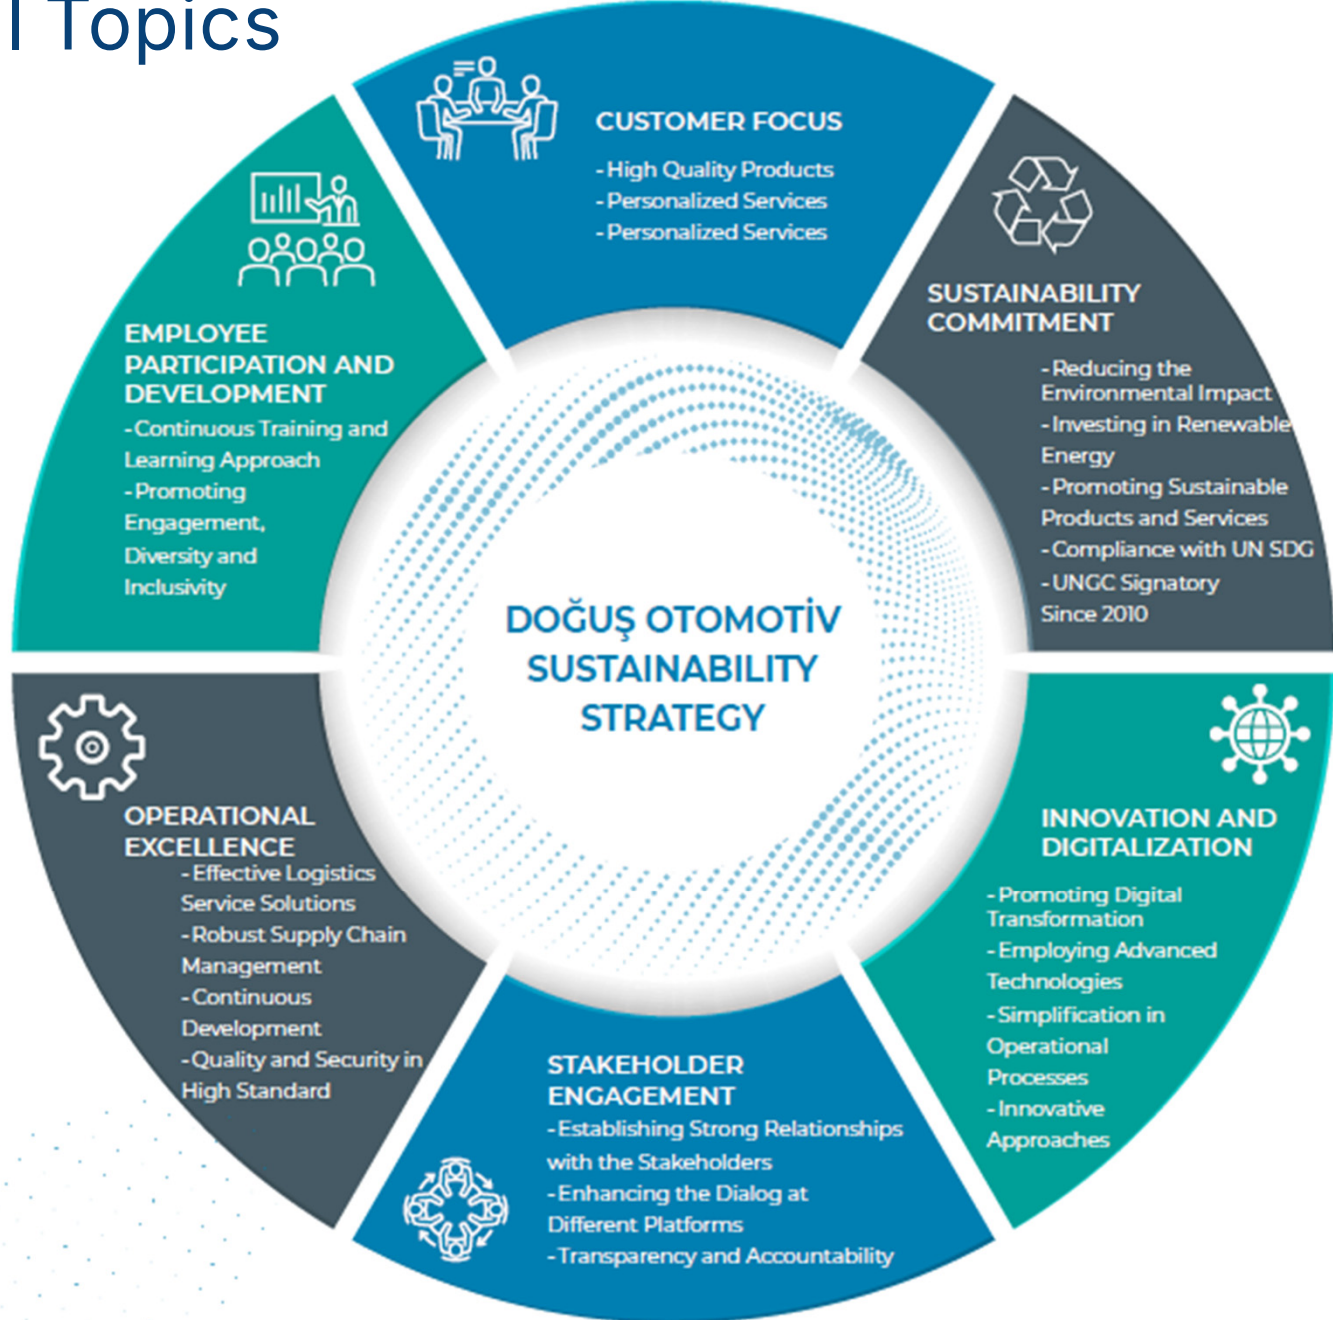 l Topics
CUSTOMER FOCUS
-High Quality Products
-Personalized Services
-Personalized Services
SUSTAINABILITY
COMMITMENT
-Reducing the
Environmental Impact
-Investing in Renewable
Energy
-Promoting Sustainable
Products and Services
-Compliance with UN SDG
-UNGC Signatory
Since 2010
INNOVATION AND
DIGITALIZATION
-Promoting Digital
Transformation
-Employing Advanced
Technologies
-Simplification in
Operational
Processes
-Innovative
Approaches
STAKEHOLDER
ENGAGEMENT
-Establishing Strong Relationships
with the Stakeholders
-Enhancing the Dialog at
Different Platforms
-Transparency and Accountability
OPERATIONAL
EXCELLENCE
-Effective Logistics
Service Solutions
-Robust Supply Chain
Management
-Continuous
Development
-Quality and Security in
High Standard
EMPLOYEE
PARTICIPATION AND
DEVELOPMENT
-Continuous Training and
Learning Approach
-Promoting
Engagement,
Diversity and
Inclusivity
DOĞUŞ OTOMOTİV
SUSTAINABILITY
STRATEGY